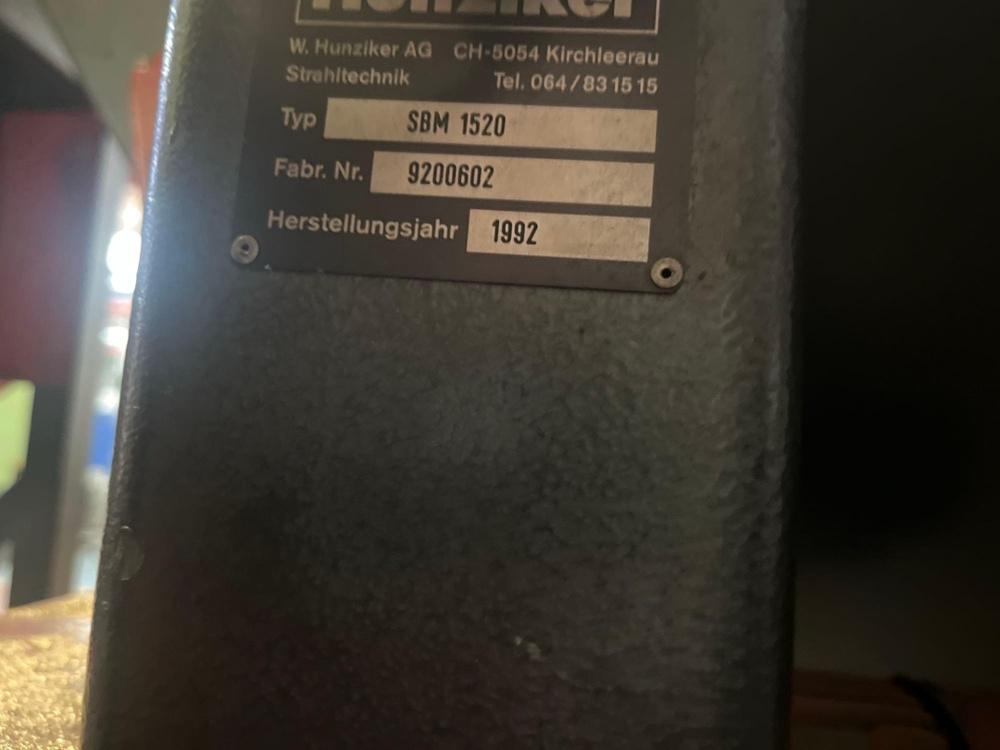 Hunziker
W. Hunziker AG CH-5054 Kirchleerau
Strahltechnik Tel. 064/83 15 15
Typ SBM 1520
Fabr. Nr. 9200602
Herstellungsjahr 1992